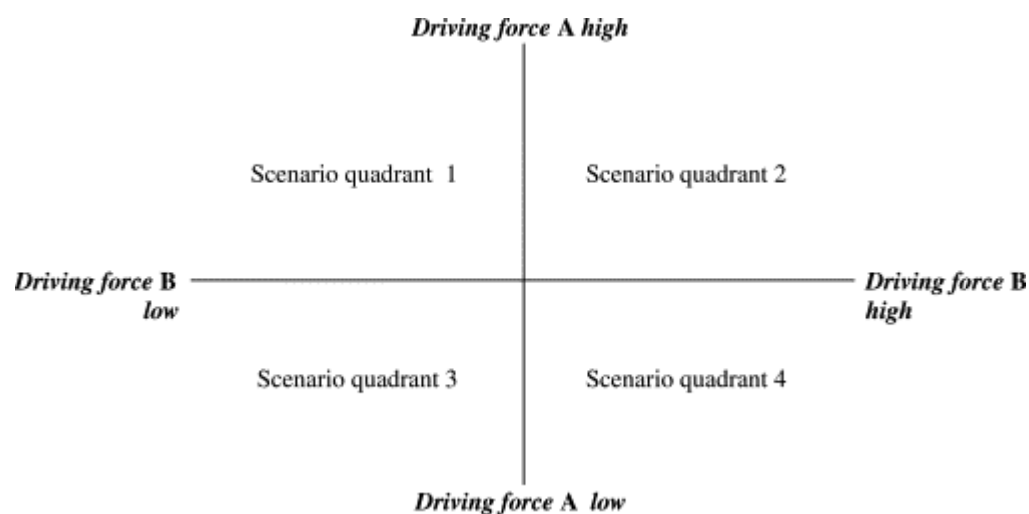 Driving force A high
Scenario quadrant 1
Scenario quadrant 2
Driving force B
low
Driving force B
high
Scenario quadrant 3
Scenario quadrant 4
Driving force A low